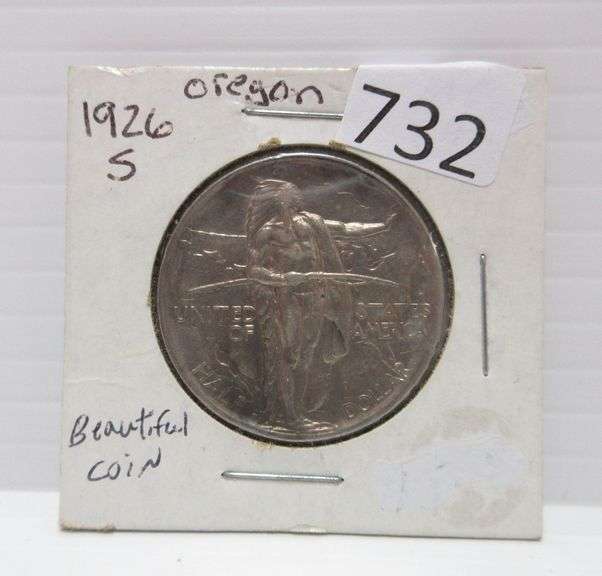 oregon
732
1926
S
UNITED STATES
OF AMERICA
HALF DOLLAR
Beautiful
COIN